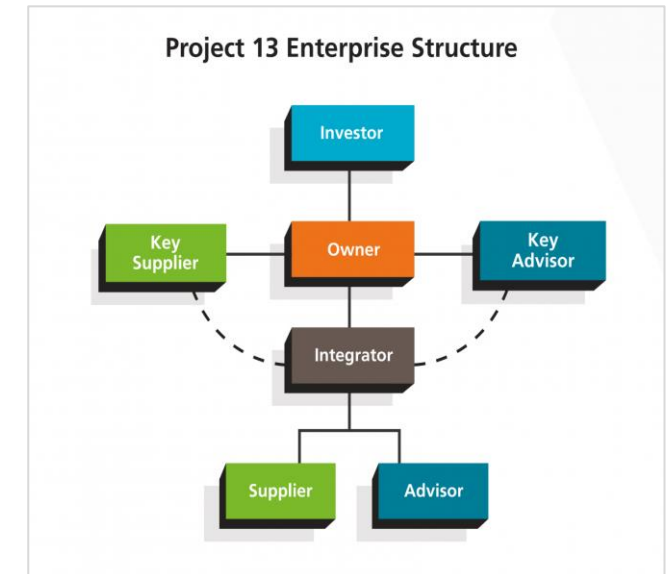 Project 13 Enterprise Structure
Investor
Key
Supplier
Owner
Key
Advisor
Integrator
Supplier
Advisor